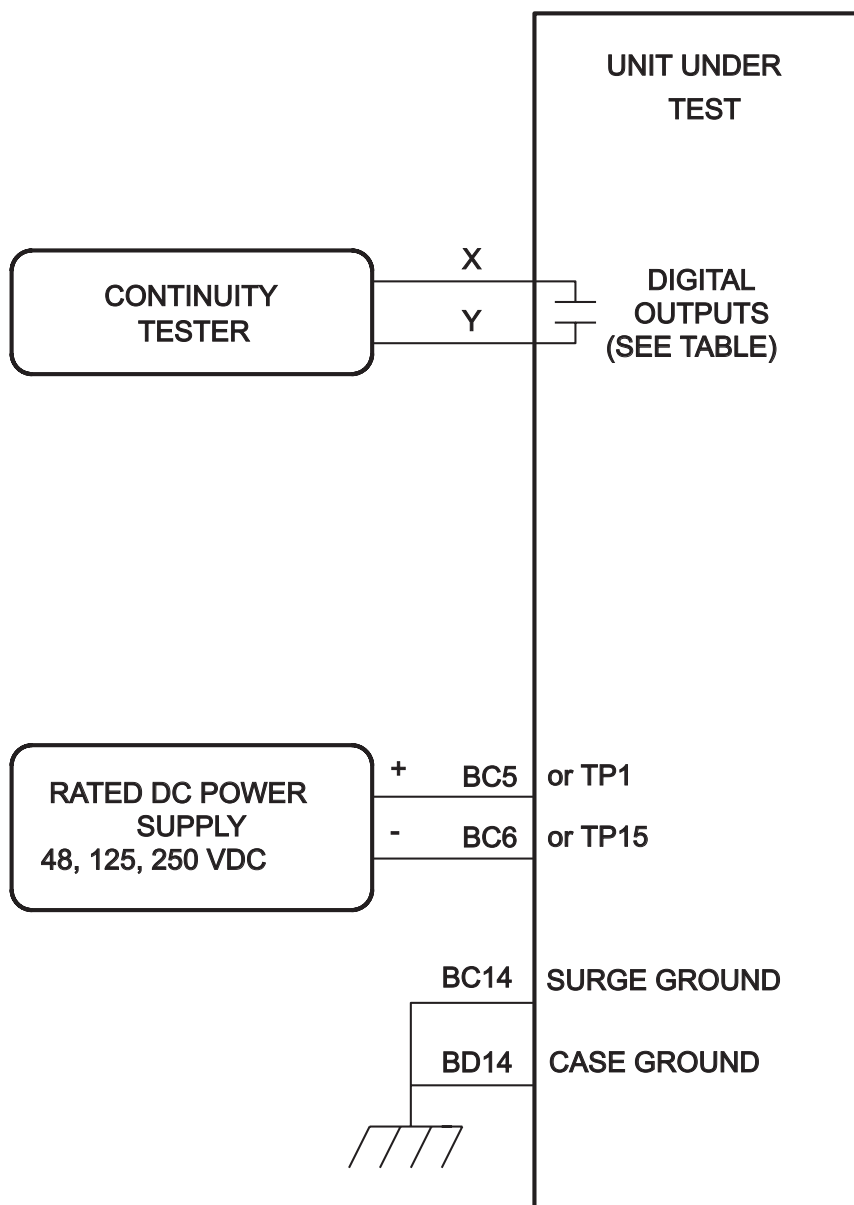 UNIT UNDER
TEST
CONTINUITY
TESTER
X
Y
DIGITAL
OUTPUTS
(SEE TABLE)
RATED DC POWER
SUPPLY
48, 125, 250 VDC
+ BC5 or TP1
- BC6 or TP15
BC14 SURGE GROUND
BD14 CASE GROUND